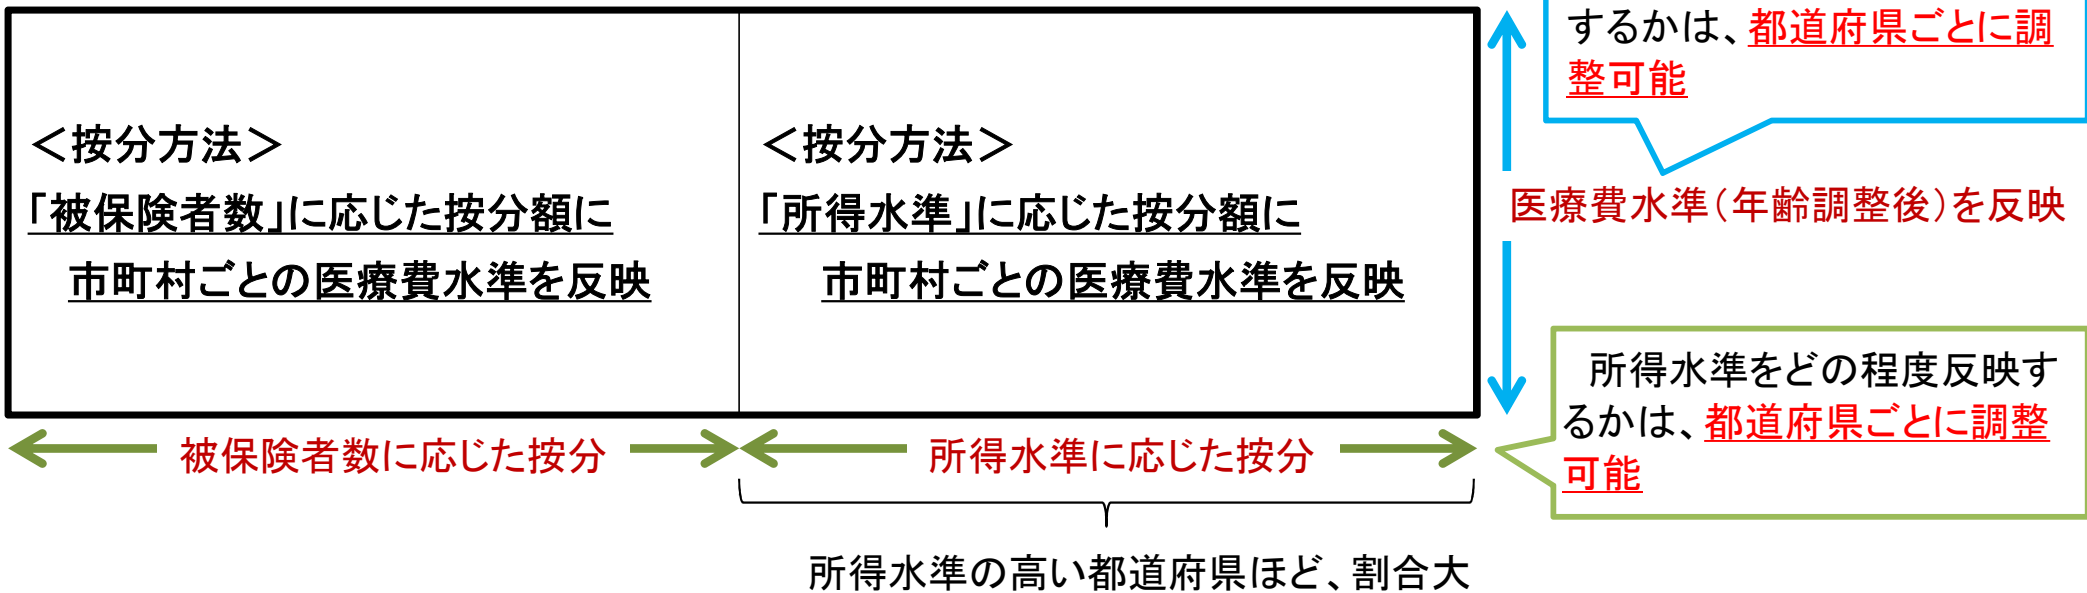 するかは、都道府県ごとに調
整可能
<按分方法>
「被保険者数」に応じた按分額に
市町村ごとの医療費水準を反映
<按分方法>
「所得水準」に応じた按分額に
市町村ごとの医療費水準を反映
医療費水準(年齢調整後)を反映
所得水準をどの程度反映す
るかは、都道府県ごとに調整
可能
被保険者数に応じた按分
所得水準に応じた按分
所得水準の高い都道府県ほど、割合大